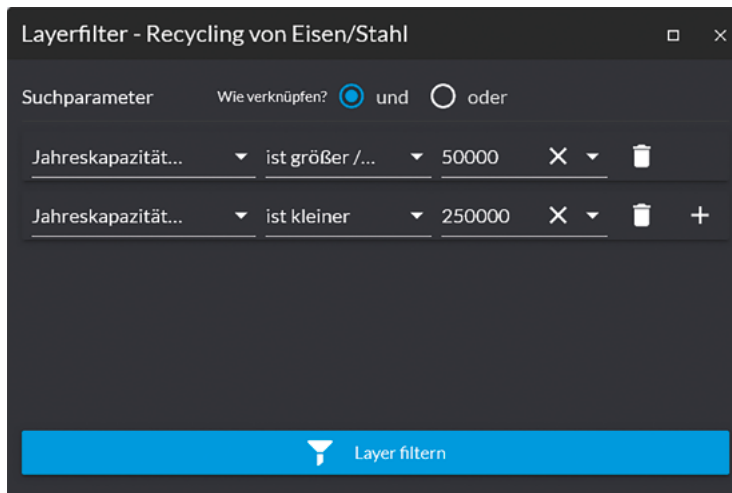 Layerfilter - Recycling von Eisen/Stahl
Suchparameter Wie verknüpfen? und oder
Jahreskapazität... ist größer /... 50000
Jahreskapazität... ist kleiner 250000
Layer filtern